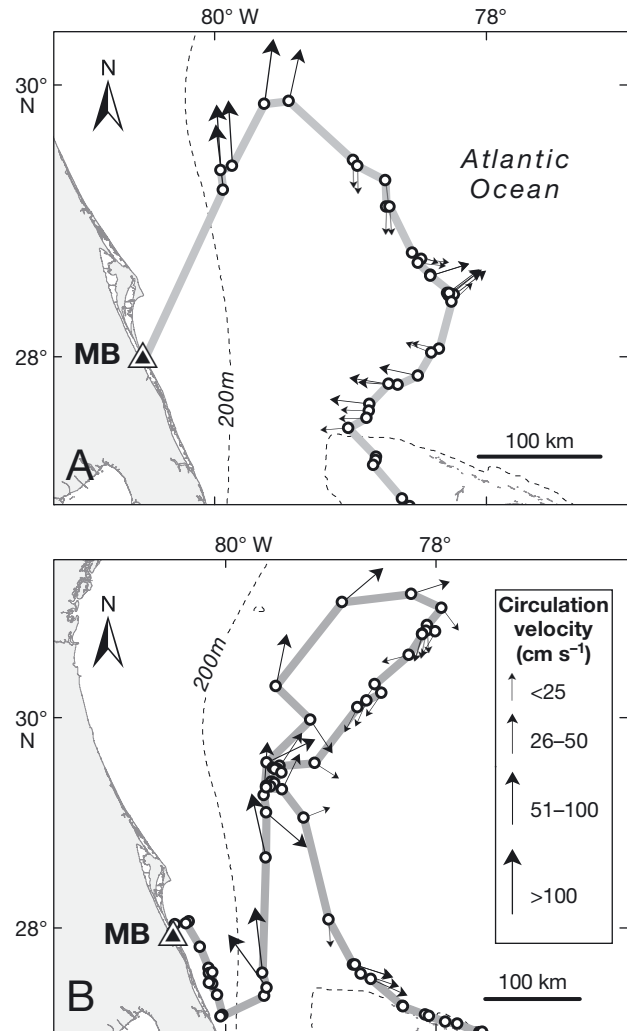 80° W
78°
30°
N
N
Atlantic
Ocean
MB
28°
200m
100 km
A
80° W
78°
N
200m
Circulation
velocity
(cm s⁻¹)
<25
26–50
51–100
>100
30°
N
28°
MB
100 km
B